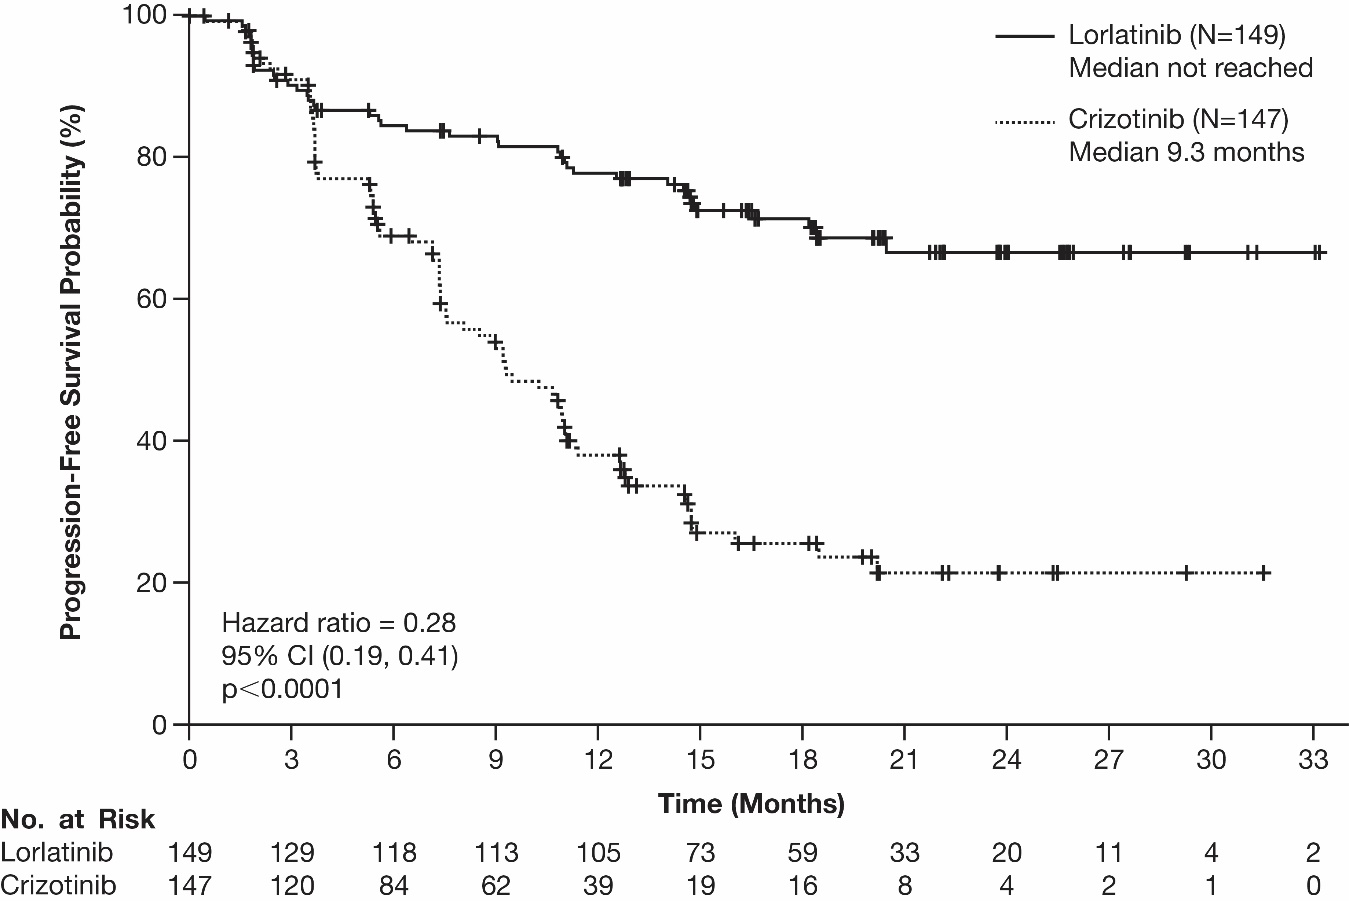 100
80
60
40
20
0
Progression-Free Survival Probability (%)
Lorlatinib (N=149)
Median not reached
Crizotinib (N=147)
Median 9.3 months
Hazard ratio = 0.28
95% CI (0.19, 0.41)
p<0.0001
0 3 6 9 12 15 18 21 24 27 30 33
Time (Months)
No. at Risk
Lorlatinib 149 129 118 113 105 73 59 33 20 11 4 2
Crizotinib 147 120 84 62 39 19 16 8 4 2 1 0